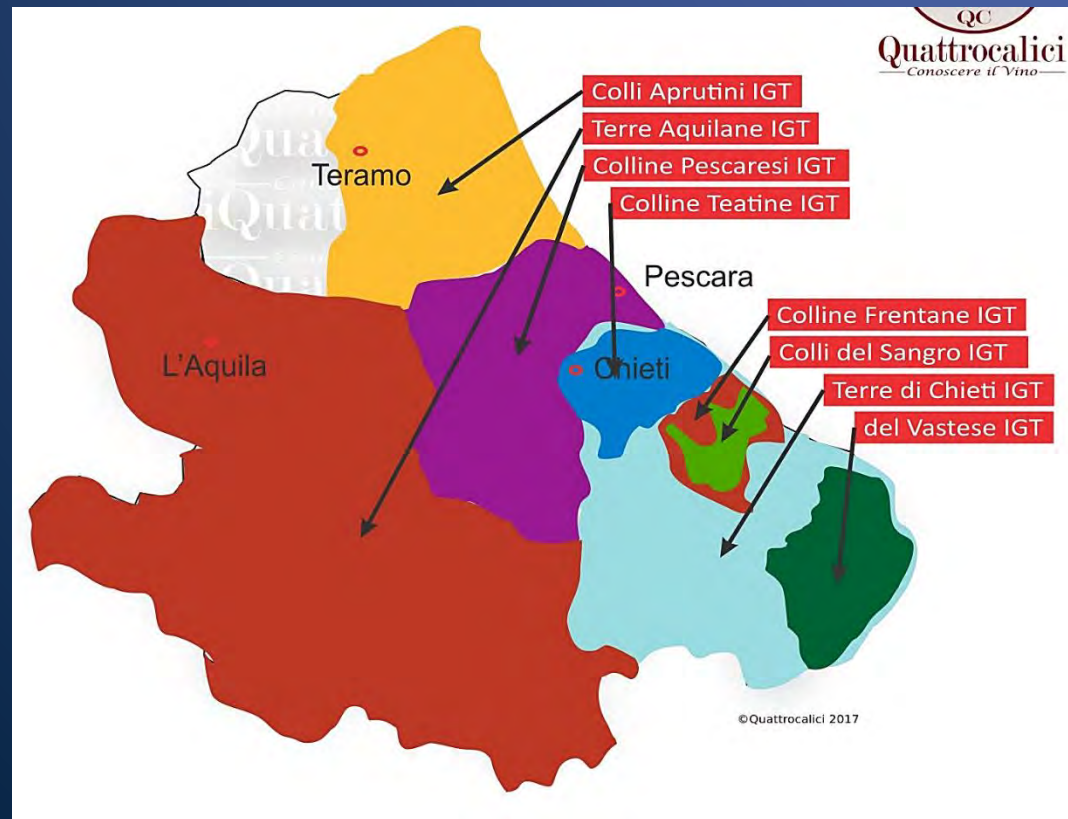 QC
Quattrocalici
Conoscere il Vino
Colli Aprutini IGT
Terre Aquilane IGT
Colline Pescaresi IGT
Colline Teatine IGT
Teramo
Pescara
Colline Frentane IGT
Colli del Sangro IGT
Terre di Chieti IGT
del Vastese IGT
L'Aquila
Chieti
©Quattrocalici 2017